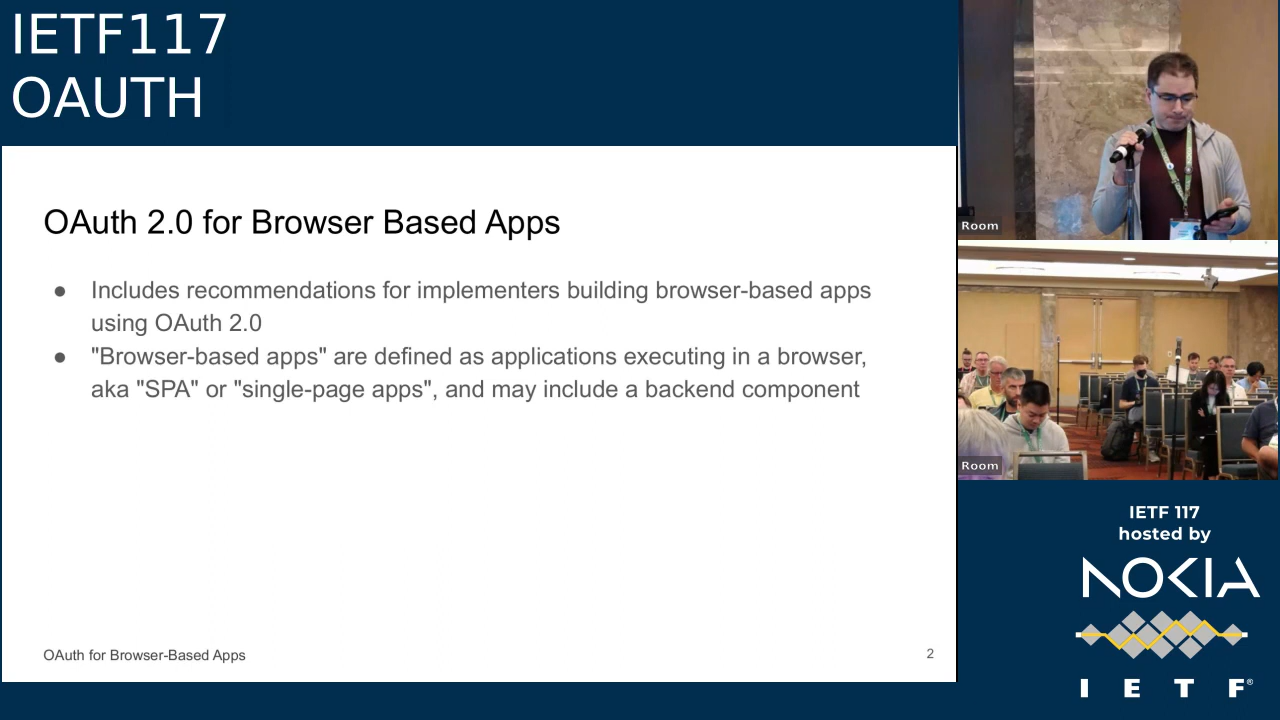 IETF117
OAUTH
OAuth 2.0 for Browser Based Apps
● Includes recommendations for implementers building browser-based apps
using OAuth 2.0
● "Browser-based apps" are defined as applications executing in a browser,
aka "SPA" or "single-page apps", and may include a backend component
OAuth for Browser-Based Apps
2
Room
Room
IETF 117
hosted by
NOKIA
IETF®